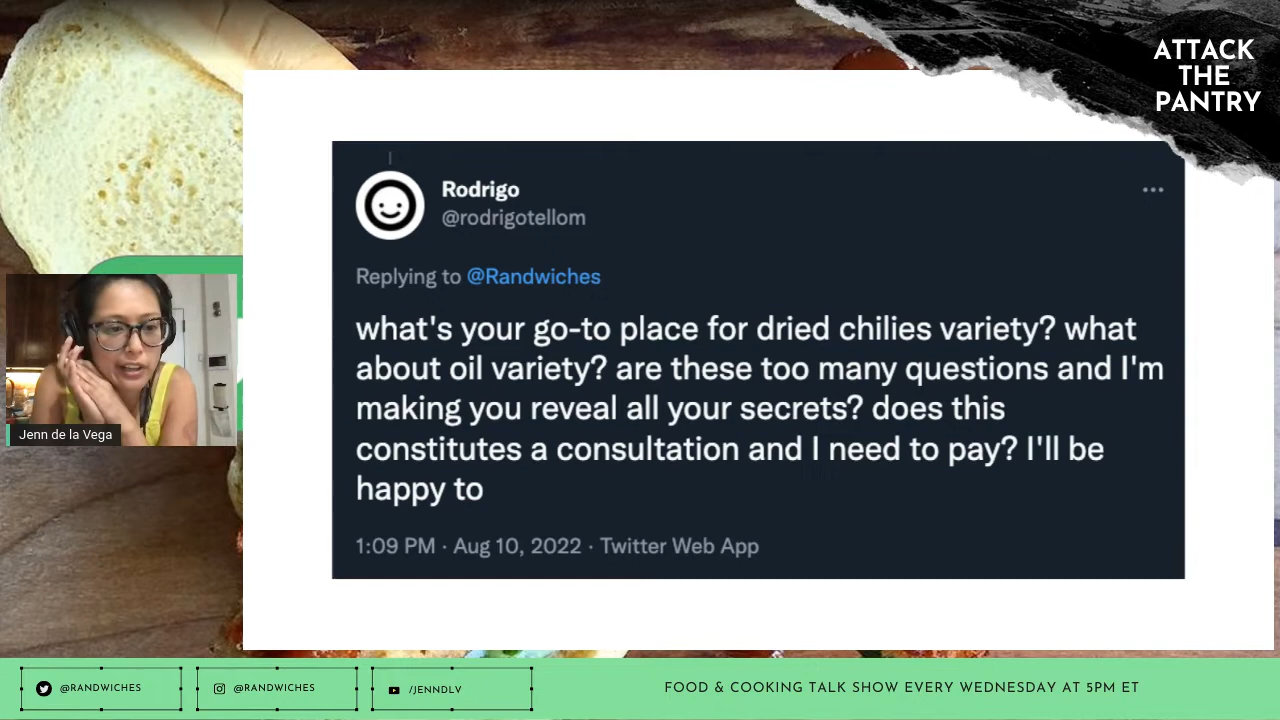 ATTACK
THE
PANTRY
Rodrigo
@rodrigotellom
Replying to @Randwiches
what's your go-to place for dried chilies variety? what
about oil variety? are these too many questions and I'm
making you reveal all your secrets? does this
constitutes a consultation and I need to pay? I'll be
happy to
1:09 PM · Aug 10, 2022 · Twitter Web App
Jenn de la Vega
@RANDWICHES
@RANDWICHES
/JENNDLV
FOOD & COOKING TALK SHOW EVERY WEDNESDAY AT 5PM ET